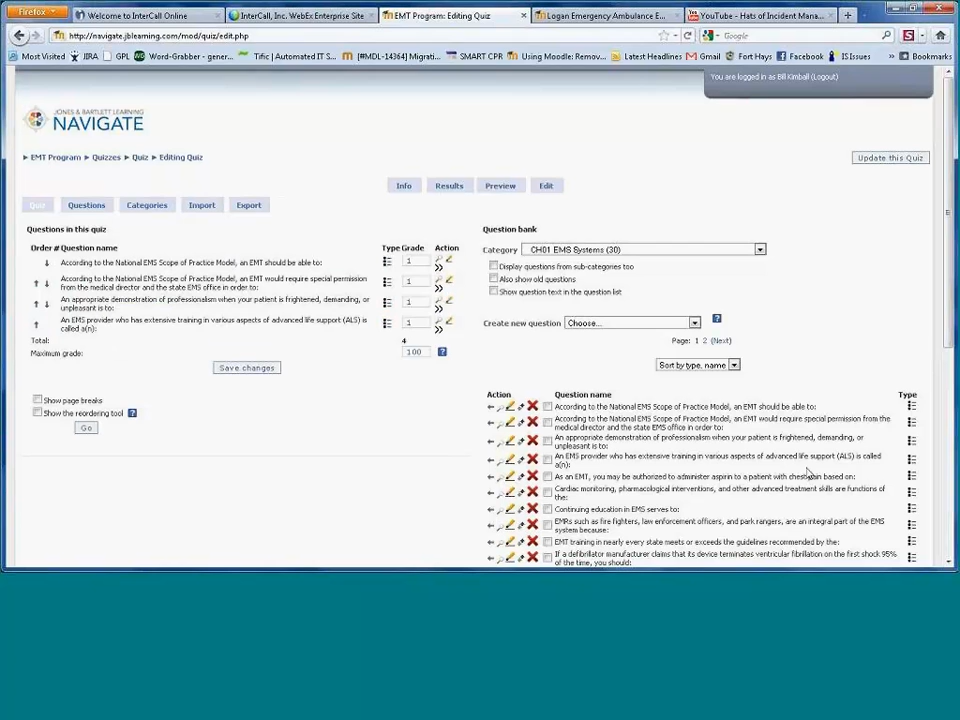 Firefox
Welcome to InterCall Online
InterCall, Inc. WebEx Enterprise Site
EMT Program: Editing Quiz
Logan Emergency Ambulance E...
YouTube - Hats of Incident Mana...
navigate.jblearning.com/mod/quiz/edit.php
Google
Most Visited
JIRA
GPL
Word-Grabber - gener...
Tific | Automated IT S...
[#MDL-14364] Migrati...
SMART CPR
Using Moodle: Remov...
Latest Headlines
Gmail
Fort Hays
Facebook
ISIssues
Bookmarks
You are logged in as Bill Kimball (Logout)
JONES & BARTLETT LEARNING
NAVIGATE
EMT Program ► Quizzes ► Quiz ► Editing Quiz
Update this Quiz
Info
Results
Preview
Edit
Quiz
Questions
Categories
Import
Export
Questions in this quiz
Order # Question name Type Grade Action
According to the National EMS Scope of Practice Model, an EMT should be able to: 1
According to the National EMS Scope of Practice Model, an EMT would require special permission
from the medical director and the state EMS office in order to: 1
An appropriate demonstration of professionalism when your patient is frightened, demanding, or
unpleasant is to: 1
An EMS provider who has extensive training in various aspects of advanced life support (ALS) is
called a(n): 1
Total: 4
Maximum grade: 100
Save changes
Show page breaks
Show the reordering tool
Go
Question bank
Category CH01 EMS Systems (30)
Display questions from sub-categories too
Also show old questions
Show question text in the question list
Create new question Choose...
Page: 1 2 (Next)
Sort by type, name
Action Question name Type
According to the National EMS Scope of Practice Model, an EMT should be able to:
According to the National EMS Scope of Practice Model, an EMT would require special permission from the
medical director and the state EMS office in order to:
An appropriate demonstration of professionalism when your patient is frightened, demanding, or
unpleasant is to:
An EMS provider who has extensive training in various aspects of advanced life support (ALS) is called
a(n):
As an EMT, you may be authorized to administer aspirin to a patient with chest pain based on:
Cardiac monitoring, pharmacological interventions, and other advanced treatment skills are functions of
the:
Continuing education in EMS serves to:
EMRs such as fire fighters, law enforcement officers, and park rangers, are an integral part of the EMS
system because:
EMT training in nearly every state meets or exceeds the guidelines recommended by the:
If a defibrillator manufacturer claims that its device terminates ventricular fibrillation on the first shock 95%
of the time, you should: